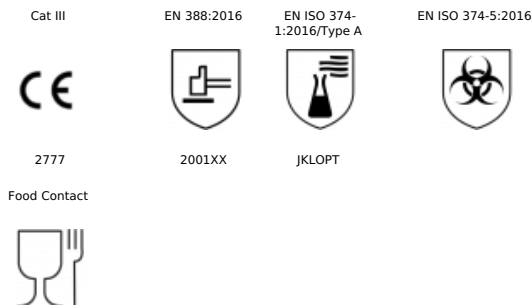 Cat III
EN 388:2016
EN ISO 374-
1:2016/Type A
EN ISO 374-5:2016
CE
2777
2001XX
JKLOPT
Food Contact